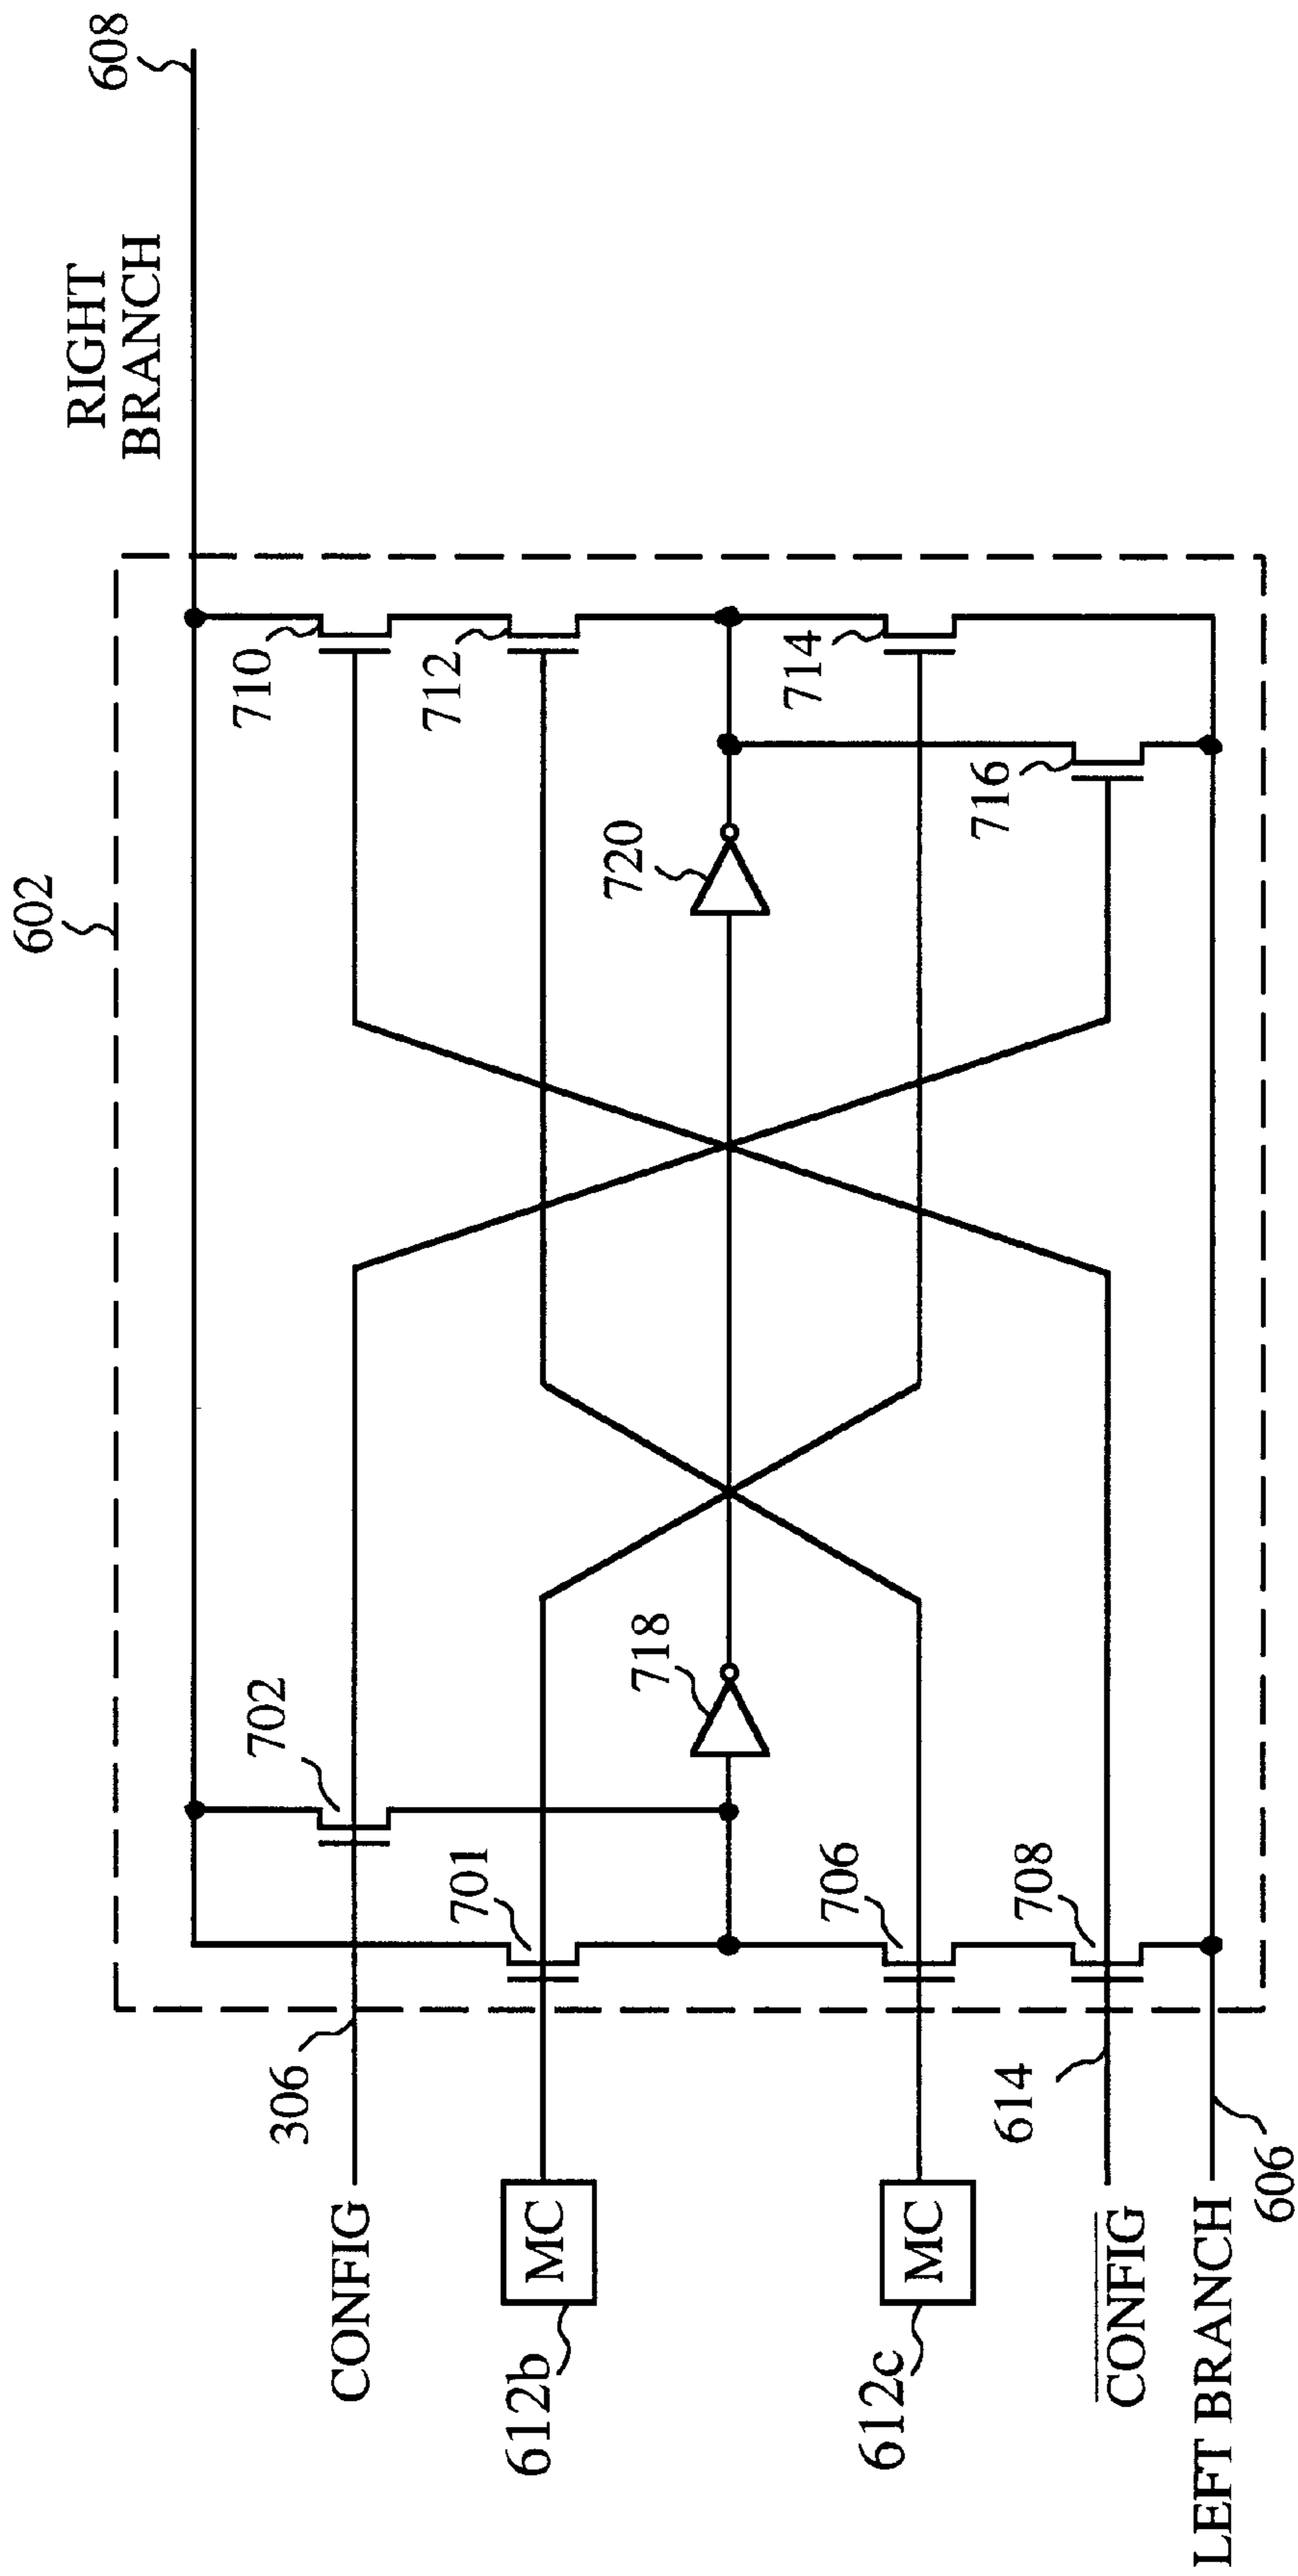 602
RIGHT
BRANCH
608
710
712
714
716
720
702
718
701
706
708
306
CONFIG
MC
612b
MC
612c
614
C̅O̅N̅F̅I̅G̅
LEFT BRANCH
606